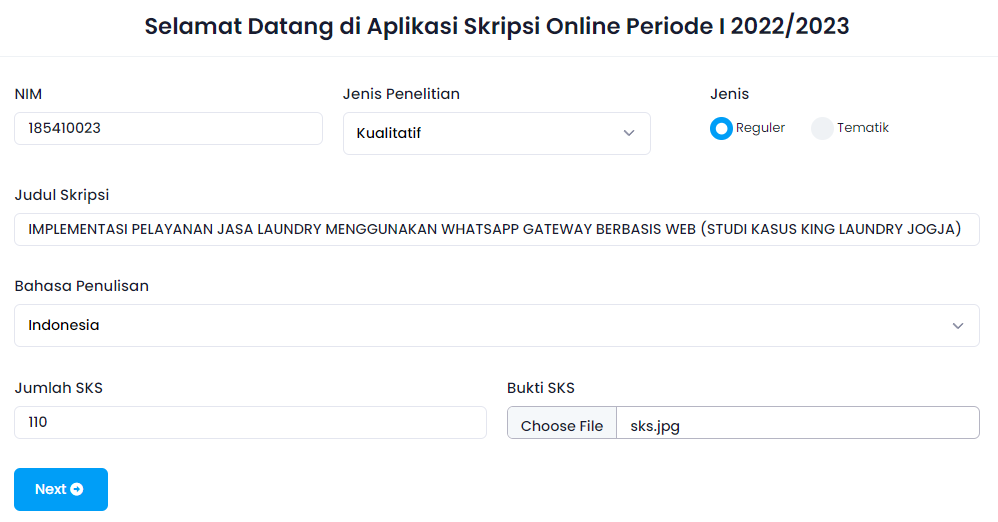 Selamat Datang di Aplikasi Skripsi Online Periode I 2022/2023
NIM
185410023
Jenis Penelitian
Kualitatif
Jenis
Reguler
Tematik
Judul Skripsi
IMPLEMENTASI PELAYANAN JASA LAUNDRY MENGGUNAKAN WHATSAPP GATEWAY BERBASIS WEB (STUDI KASUS KING LAUNDRY JOGJA)
Bahasa Penulisan
Indonesia
Jumlah SKS
110
Bukti SKS
Choose File sks.jpg
Next